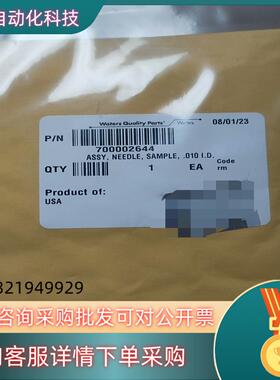 自动化科技
Waters Quality Parts
08/01/23
P/N
700002644
ASSY, NEEDLE, SAMPLE, .010 I.D.
Code
QTY
1
EA
rm
Product of:
USA
321949929
咨询采购批发可对公开票
客服详情下单采购